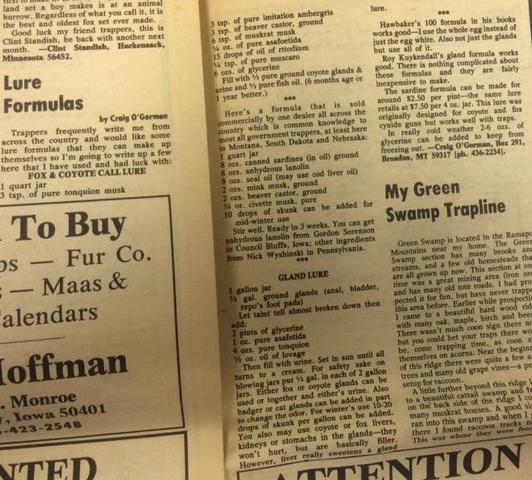 land set a boy makes is at an animal
burrow. Regardless of what you call it, it is
the best and oldest fox set ever made.
Good luck my friend trappers, this is
Clint Standish, be back with another next
month. —Clint Standish, Hackensack,
Minnesota 56452.
Lure
Formulas
by Craig O'Gorman
Trappers frequently write me from
across the country and would like some
lure formulas that they can make up
themselves so I'm going to write up a few
here that I have used and had luck with:
FOX & COYOTE CALL LURE
1 quart jar
3 tsp. of pure tonquin musk
To Buy
— Fur Co.
— Maas &
Calendars
Hoffman
Monroe
Iowa 50401
-423-2548
NTED
3 tsp. of pure imitation ambergris
tsp. of beaver castor, ground
tsp. of muskrat musk
oz. of pure asafoetida
15 drops of oil of rhodium
tsp. of pure muscaro
6 ozs. of glycerine
Fill with ½ pure ground coyote glands &
urine and ½ pure fish oil. (6 months age or
1 year better.)
***
Here's a formula that is sold
commercially by one dealer all across the
country which is common knowledge to
most all government trappers, at least here
in Montana, South Dakota and Nebraska:
1 quart jar
8 ozs. canned sardines (in oil) ground
8 ozs. anhydrous lanolin
8 ozs. seal oil (may use cod liver oil)
2 ozs. mink musk, ground
2 ozs. beaver castor, ground
oz. civette musk, pure
10 drops of skunk can be added for
mid-winter use
Stir well. Ready in 3 weeks. You can get
anhydrous lanolin from Gordon Sorenson
in Council Bluffs, Iowa; other ingredients
from Nick Wyshinski in Pennsylvania.
***
GLAND LURE
1 gallon jar
½ gal. ground glands (anal, bladder,
repo's foot pads)
Let taint tell almost broken down then
add:
2 pints of glycerine
1 oz. pure asafetida
4 ozs. pure tonquin
½ oz. oil of lovage
Then fill with urine. Set in sun until all
turns to a cream. For safety sake on
blowing jars put ½ gal. in each of 2 gallon
jars. Either fox or coyote glands can be
used or together and either's urine. Also
badger or cat glands can be added in part
to change the odor. For winter's use 10-20
drops of skunk per gallon can be added.
You also may use coyote or fox livers,
kidneys or stomachs in the glands—they
won't hurt, but are basically filler.
However, liver really sweetens a gland
lure.
***
Hawbaker's 100 formula in his books
works good—I use the whole egg instead of
just the egg white. Also not just the glands
but use all of it.
Roy Kuykendall's gland formula works
good. There is nothing complicated about
these formulas and they are fairly
inexpensive to make.
The sardine formula can be made for
around $2.50 per pint—the same lure
retails at $7.50 per 4 oz. jar. This lure was
originally designed for coyote and fox
cynide guns but works well with traps.
In really cold weather 2-6 ozs. of
glycerine can be added to help keep from
freezing out. —Craig O'Gorman, Box 291,
Broadus, MT 59317 [ph. 436-2234].
My Green
Swamp Trapline
Green Swamp is located in the Ramapo
Mountains near my home. The Green
Swamp section has many brooks and
streams, and a few old homesteads that
are all grown up now. This section at one
time was a great mining area (iron ore)
and has many old tote roads. I had pros-
pected it for fun, but have never trapped
this area before. Earlier while prospecting
I came to a beautiful hard wood ridge
with many oak, maple, birch and beech
There wasn't much coon sign there
but you could bet your traps there would
be, come trapping time, as coon
themselves on acorns. Near the beginning
of this ridge there were quite a few
trees and many old grape vines—a
setup for raccoon.
A little further beyond this ridge
to a beautiful cattail swamp and
on the back side of the ridge I
many muskrat houses. A good
ran into this swamp and when
there I found raccoon tracks
This was where they were
ATTENTION